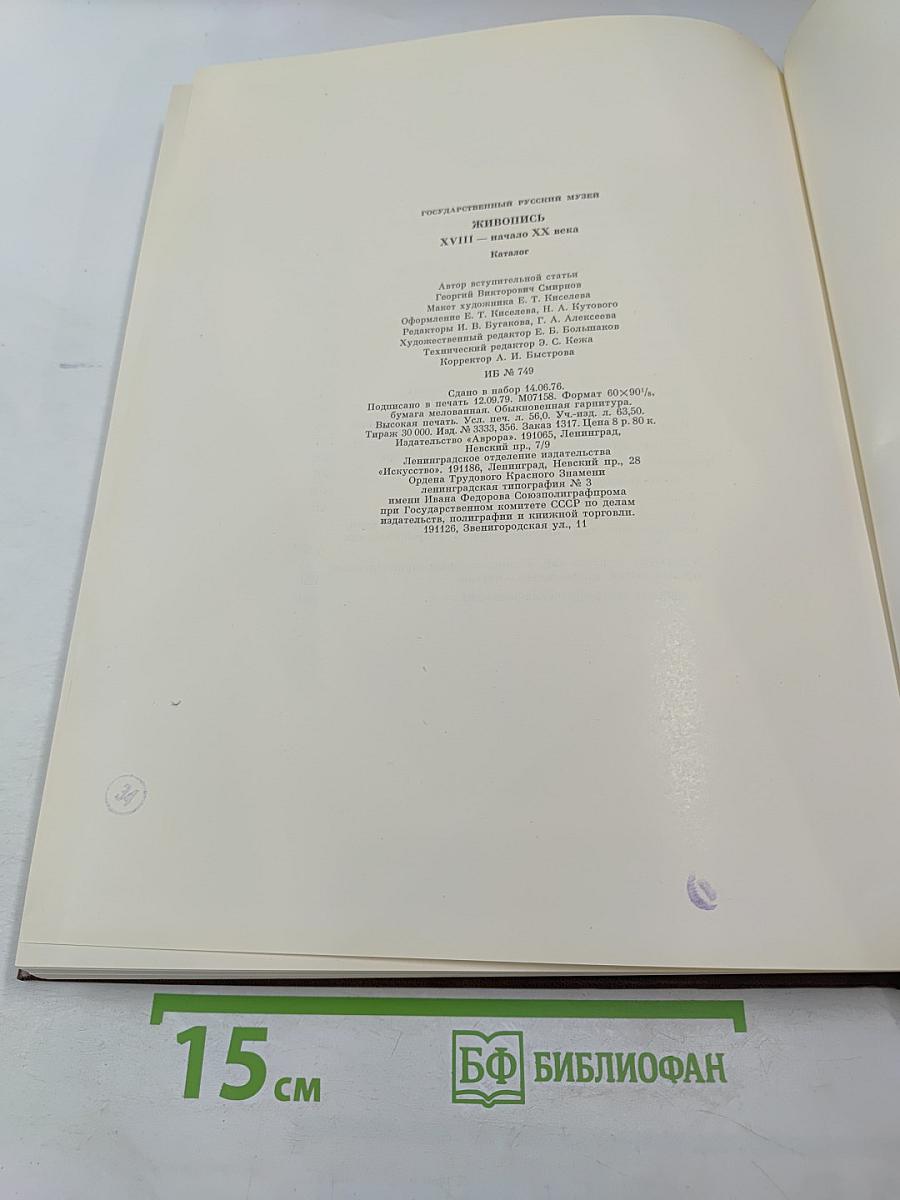 ГОСУДАРСТВЕННЫЙ РУССКИЙ МУЗЕЙ
ЖИВОПИСЬ
XVIII — начало XX века
Каталог
Автор вступительной статьи
Георгий Викторович Смирнов
Макет художника Е. Т. Киселева
Оформление Е. Т. Киселева, Н. А. Кутового
Редакторы И. В. Бугакова, Г. А. Алексеева
Художественный редактор Е. Б. Большаков
Технический редактор Э. С. Кежа
Корректор А. И. Быстрова
ИБ № 749
Сдано в набор 14.06.76.
Подписано в печать 12.09.79. М07158. Формат 60×90¹/₈,
бумага мелованная. Обыкновенная гарнитура.
Высокая печать. Усл. печ. л. 56,0. Уч.-изд. л. 63,50.
Тираж 30 000. Изд. № 3333, 356. Заказ 1317. Цена 8 р. 80 к.
Издательство «Аврора». 191065, Ленинград,
Невский пр., 7/9
Ленинградское отделение издательства
«Искусство». 191186, Ленинград, Невский пр., 28
Ордена Трудового Красного Знамени
ленинградская типография № 3
имени Ивана Федорова Союзполиграфпрома
при Государственном комитете СССР по делам
издательств, полиграфии и книжной торговли.
191126, Звенигородская ул., 11
34
15 см
БФ БИБЛИОФАН